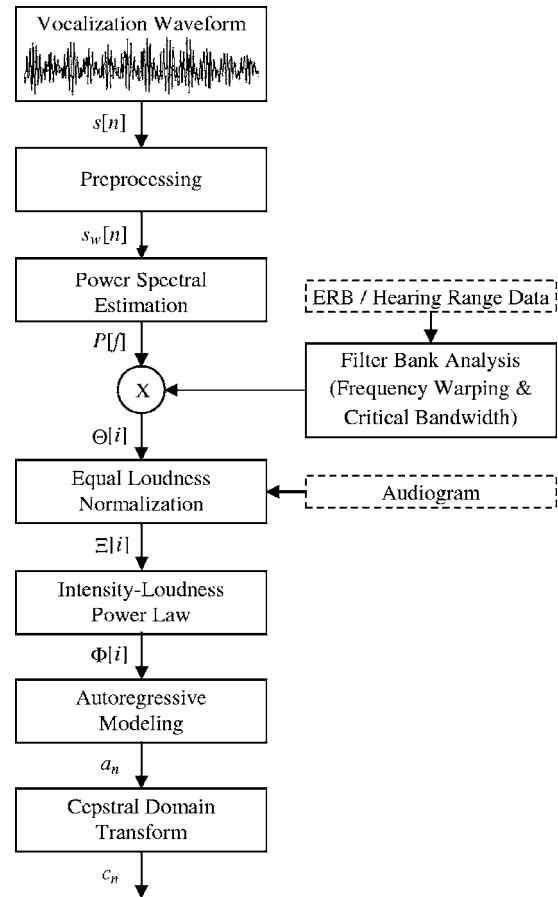 Vocalization Waveform
s[n]
Preprocessing
s_w[n]
Power Spectral
Estimation
P[f]
ERB / Hearing Range Data
Filter Bank Analysis
(Frequency Warping &
Critical Bandwidth)
X
Θ[i]
Equal Loudness
Normalization
Audiogram
Ξ[i]
Intensity-Loudness
Power Law
Φ[i]
Autoregressive
Modeling
a_n
Cepstral Domain
Transform
c_n